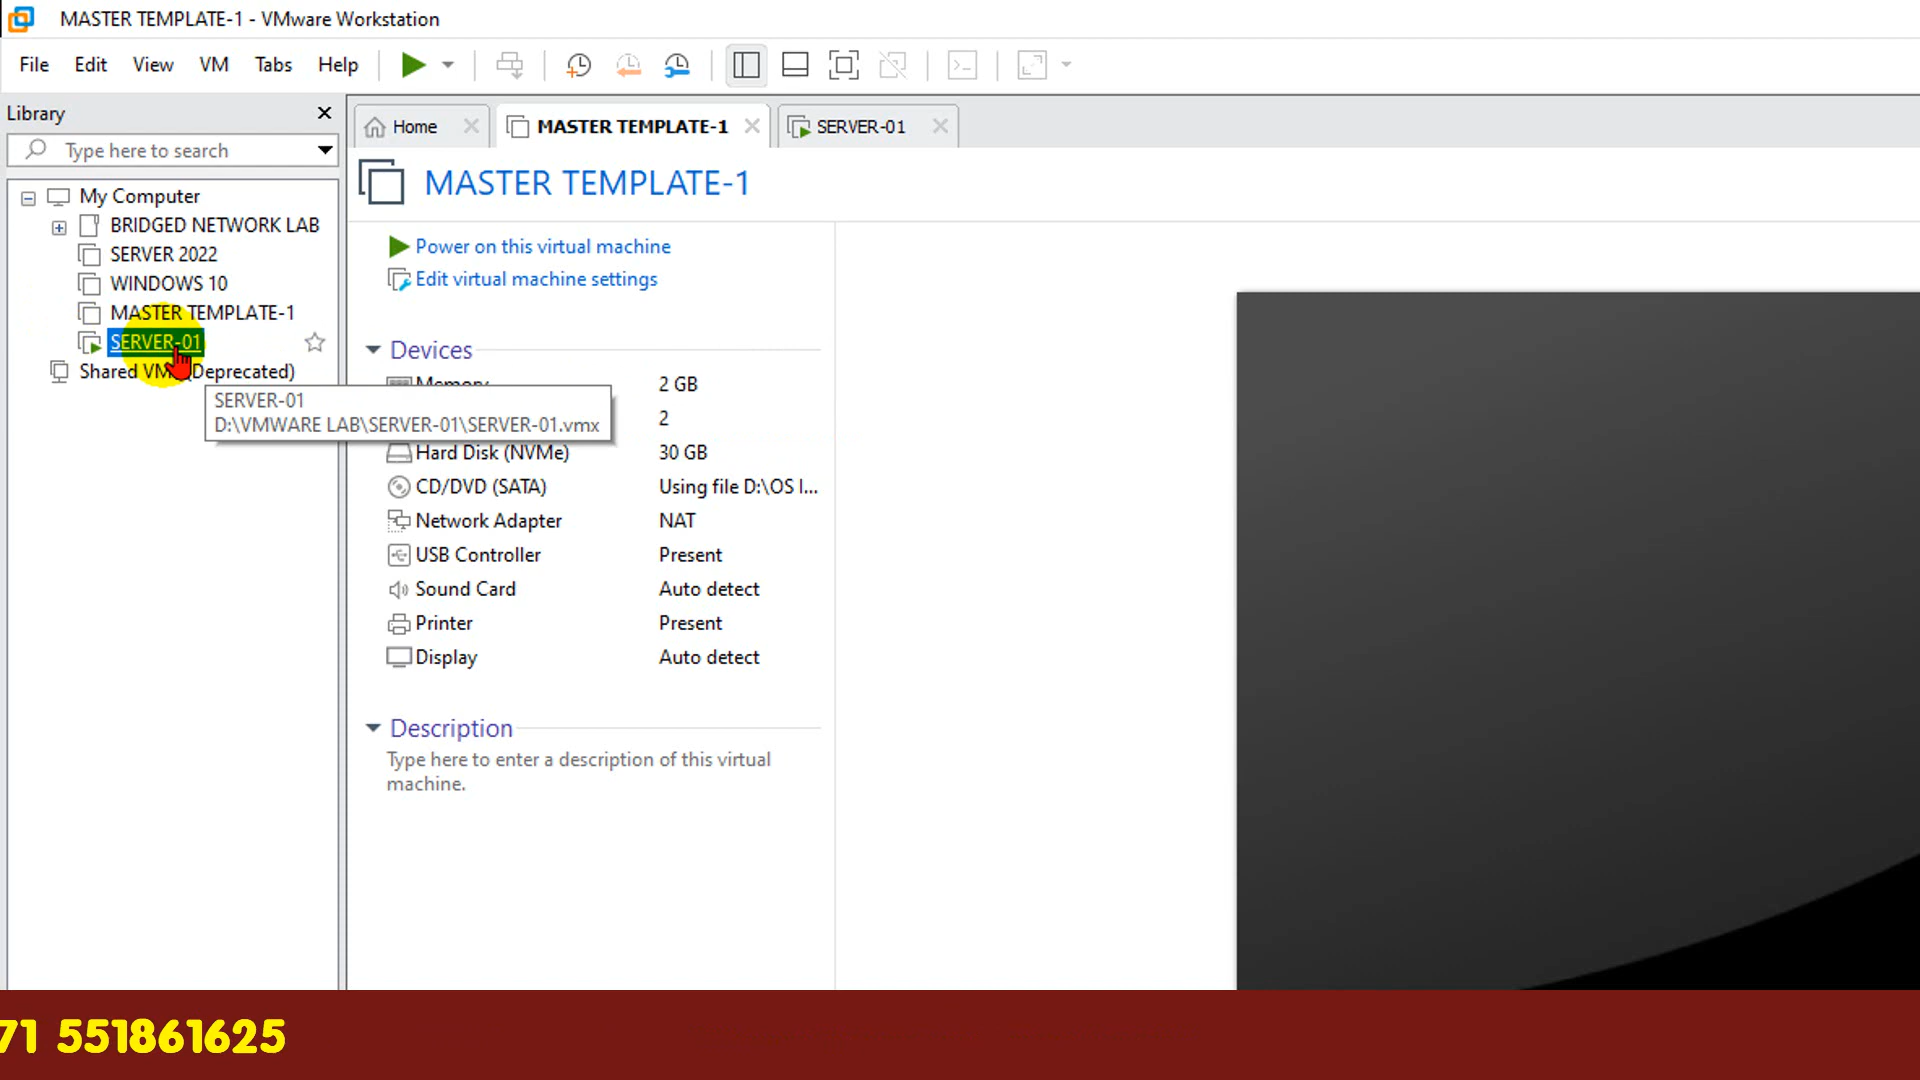 MASTER TEMPLATE-1 - VMware Workstation
File Edit View VM Tabs Help
Library
Type here to search
My Computer
BRIDGED NETWORK LAB
SERVER 2022
WINDOWS 10
MASTER TEMPLATE-1
SERVER-01
Shared VM (Deprecated)
SERVER-01
D:\VMWARE LAB\SERVER-01\SERVER-01.vmx
Home MASTER TEMPLATE-1 SERVER-01
MASTER TEMPLATE-1
Power on this virtual machine
Edit virtual machine settings
Devices
Memory 2 GB
2
Hard Disk (NVMe) 30 GB
CD/DVD (SATA) Using file D:\OS I...
Network Adapter NAT
USB Controller Present
Sound Card Auto detect
Printer Present
Display Auto detect
Description
Type here to enter a description of this virtual
machine.
71 551861625